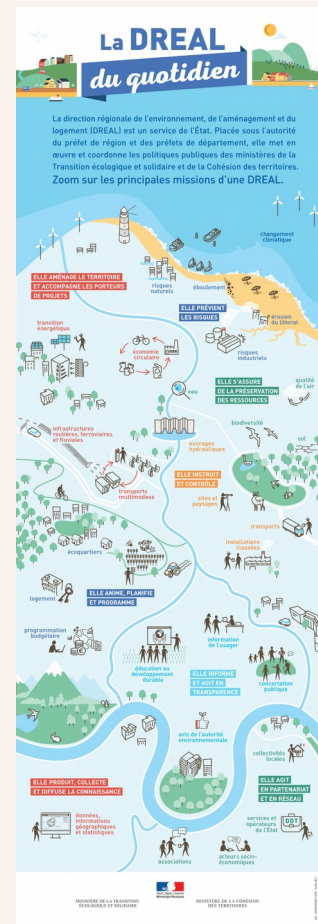 La DREAL
du quotidien
La direction régionale de l'environnement, de l'aménagement et du
logement (DREAL) est un service de l'État. Placée sous l'autorité
du préfet de région et des préfets de département, elle met en
œuvre et coordonne les politiques publiques des ministères de la
Transition écologique et solidaire et de la Cohésion des territoires.
Zoom sur les principales missions d'une DREAL.
changement
climatique
ELLE AMÉNAGE LE TERRITOIRE
ET ACCOMPAGNE LES PORTEURS
DE PROJETS
risques
naturels
éboulement
ELLE PRÉVIENT
LES RISQUES
érosion
du littoral
transition
énergétique
économie
circulaire
risques
industriels
eau
ELLE S'ASSURE
DE LA PRÉSERVATION
DES RESSOURCES
qualité
de l'air
biodiversité
infrastructures
routières, ferroviaires
et fluviales
ouvrages
hydrauliques
sol
ELLE INSTRUIT
ET CONTRÔLE
transports
multimodaux
sites et
paysages
transports
écoquartiers
installations
classées
logement
ELLE ANIME, PLANIFIE
ET PROGRAMME
programmation
budgétaire
information
de l'usager
éducation au
développement
durable
ELLE INFORME
ET AGIT EN
TRANSPARENCE
concertation
publique
avis de l'autorité
environnementale
collectivités
locales
ELLE PRODUIT, COLLECTE
ET DIFFUSE LA CONNAISSANCE
ELLE AGIT
EN PARTENARIAT
ET EN RÉSEAU
données,
informations
géographiques
et statistiques
services et
opérateurs
de l'État
DDT
associations
acteurs socio-
économiques
MINISTÈRE DE LA TRANSITION
ÉCOLOGIQUE ET SOLIDAIRE
MINISTÈRE DE LA COHÉSION
DES TERRITOIRES